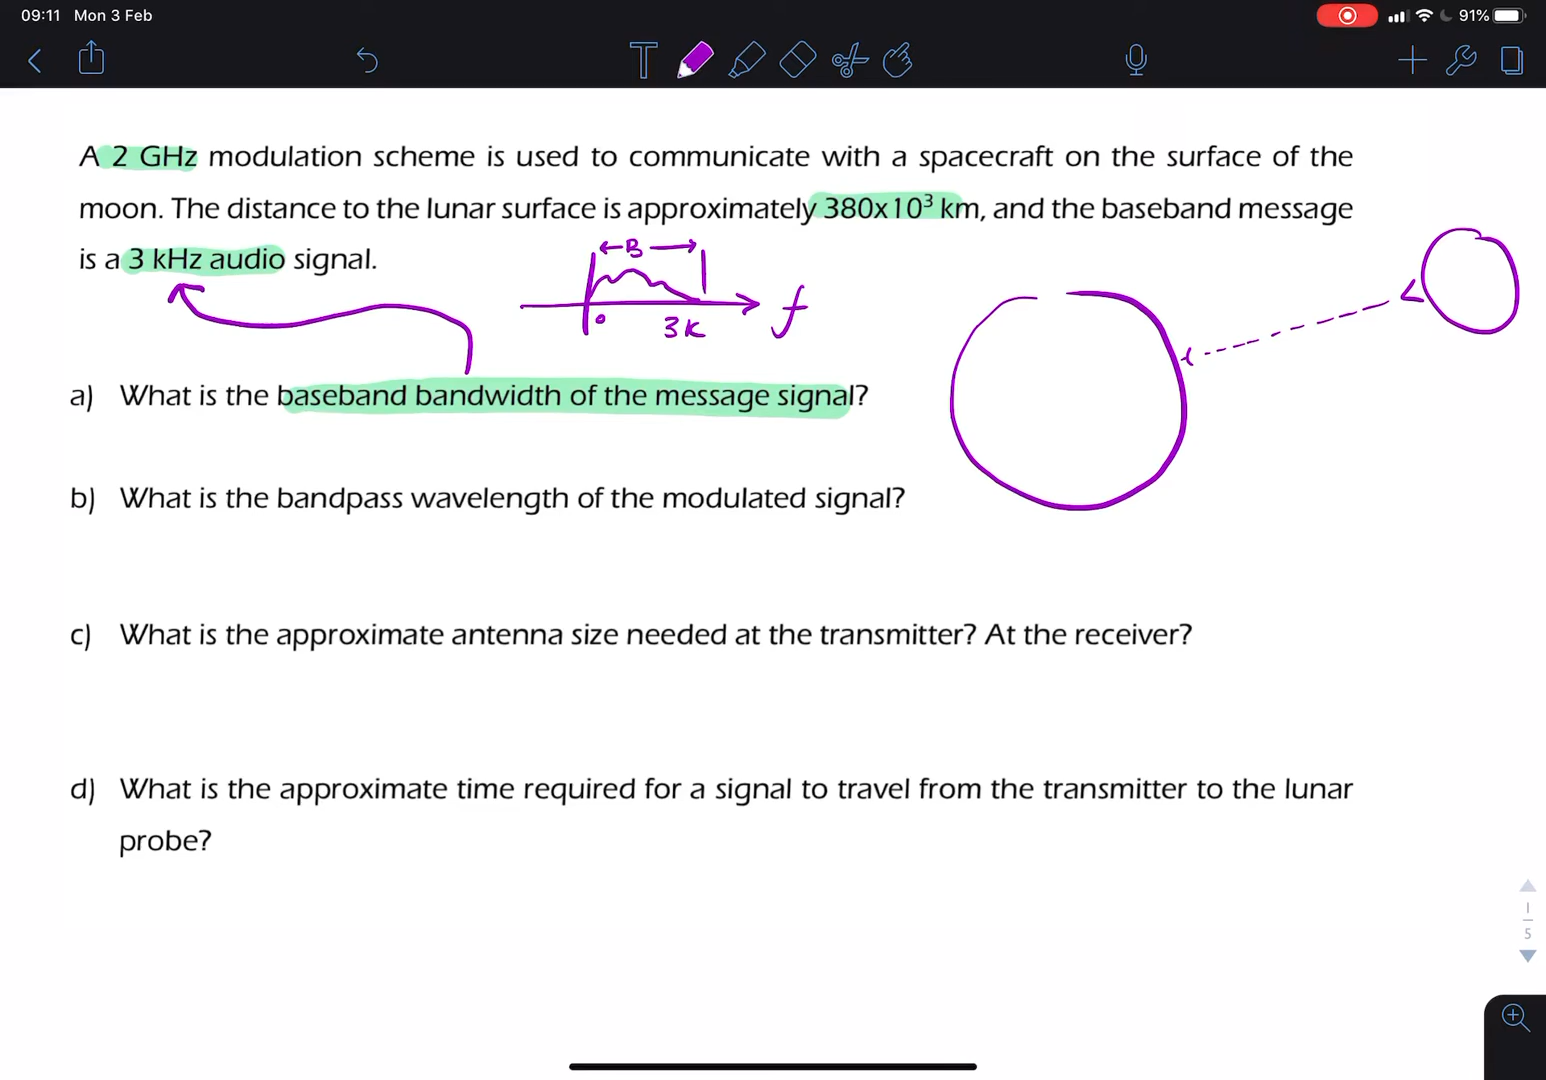 09:11 Mon 3 Feb
91%
A 2 GHz modulation scheme is used to communicate with a spacecraft on the surface of the
moon. The distance to the lunar surface is approximately 380x10³ km, and the baseband message
is a 3 kHz audio signal.
B
0
3K
f
a) What is the baseband bandwidth of the message signal?
b) What is the bandpass wavelength of the modulated signal?
c) What is the approximate antenna size needed at the transmitter? At the receiver?
d) What is the approximate time required for a signal to travel from the transmitter to the lunar
probe?
1
5